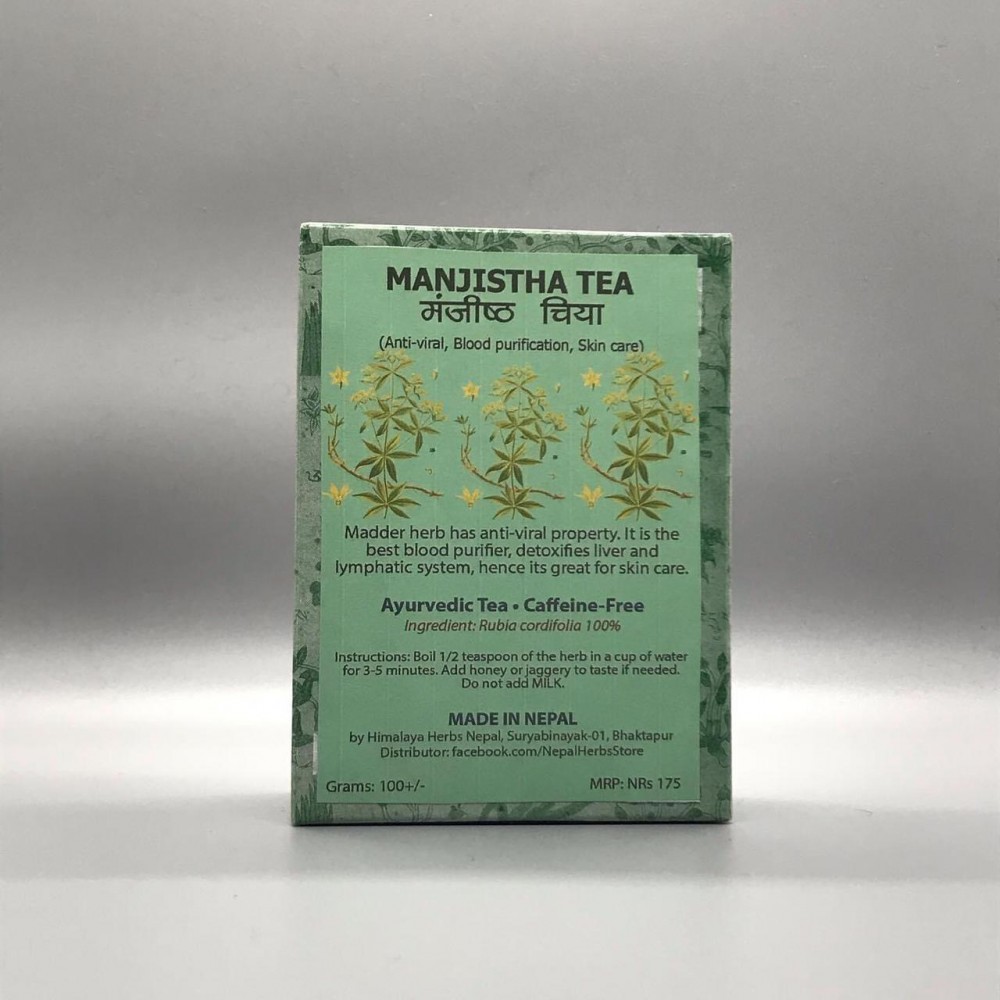 MANJISTHA TEA
मंजीष्ठ चिया
(Anti-viral, Blood purification, Skin care)
Madder herb has anti-viral property. It is the
best blood purifier, detoxifies liver and
lymphatic system, hence its great for skin care.
Ayurvedic Tea • Caffeine-Free
Ingredient: Rubia cordifolia 100%
Instructions: Boil 1/2 teaspoon of the herb in a cup of water
for 3-5 minutes. Add honey or jaggery to taste if needed.
Do not add MILK.
MADE IN NEPAL
by Himalaya Herbs Nepal, Suryabinayak-01, Bhaktapur
Distributor: facebook.com/NepalHerbsStore
Grams: 100+/- MRP: NRs 175